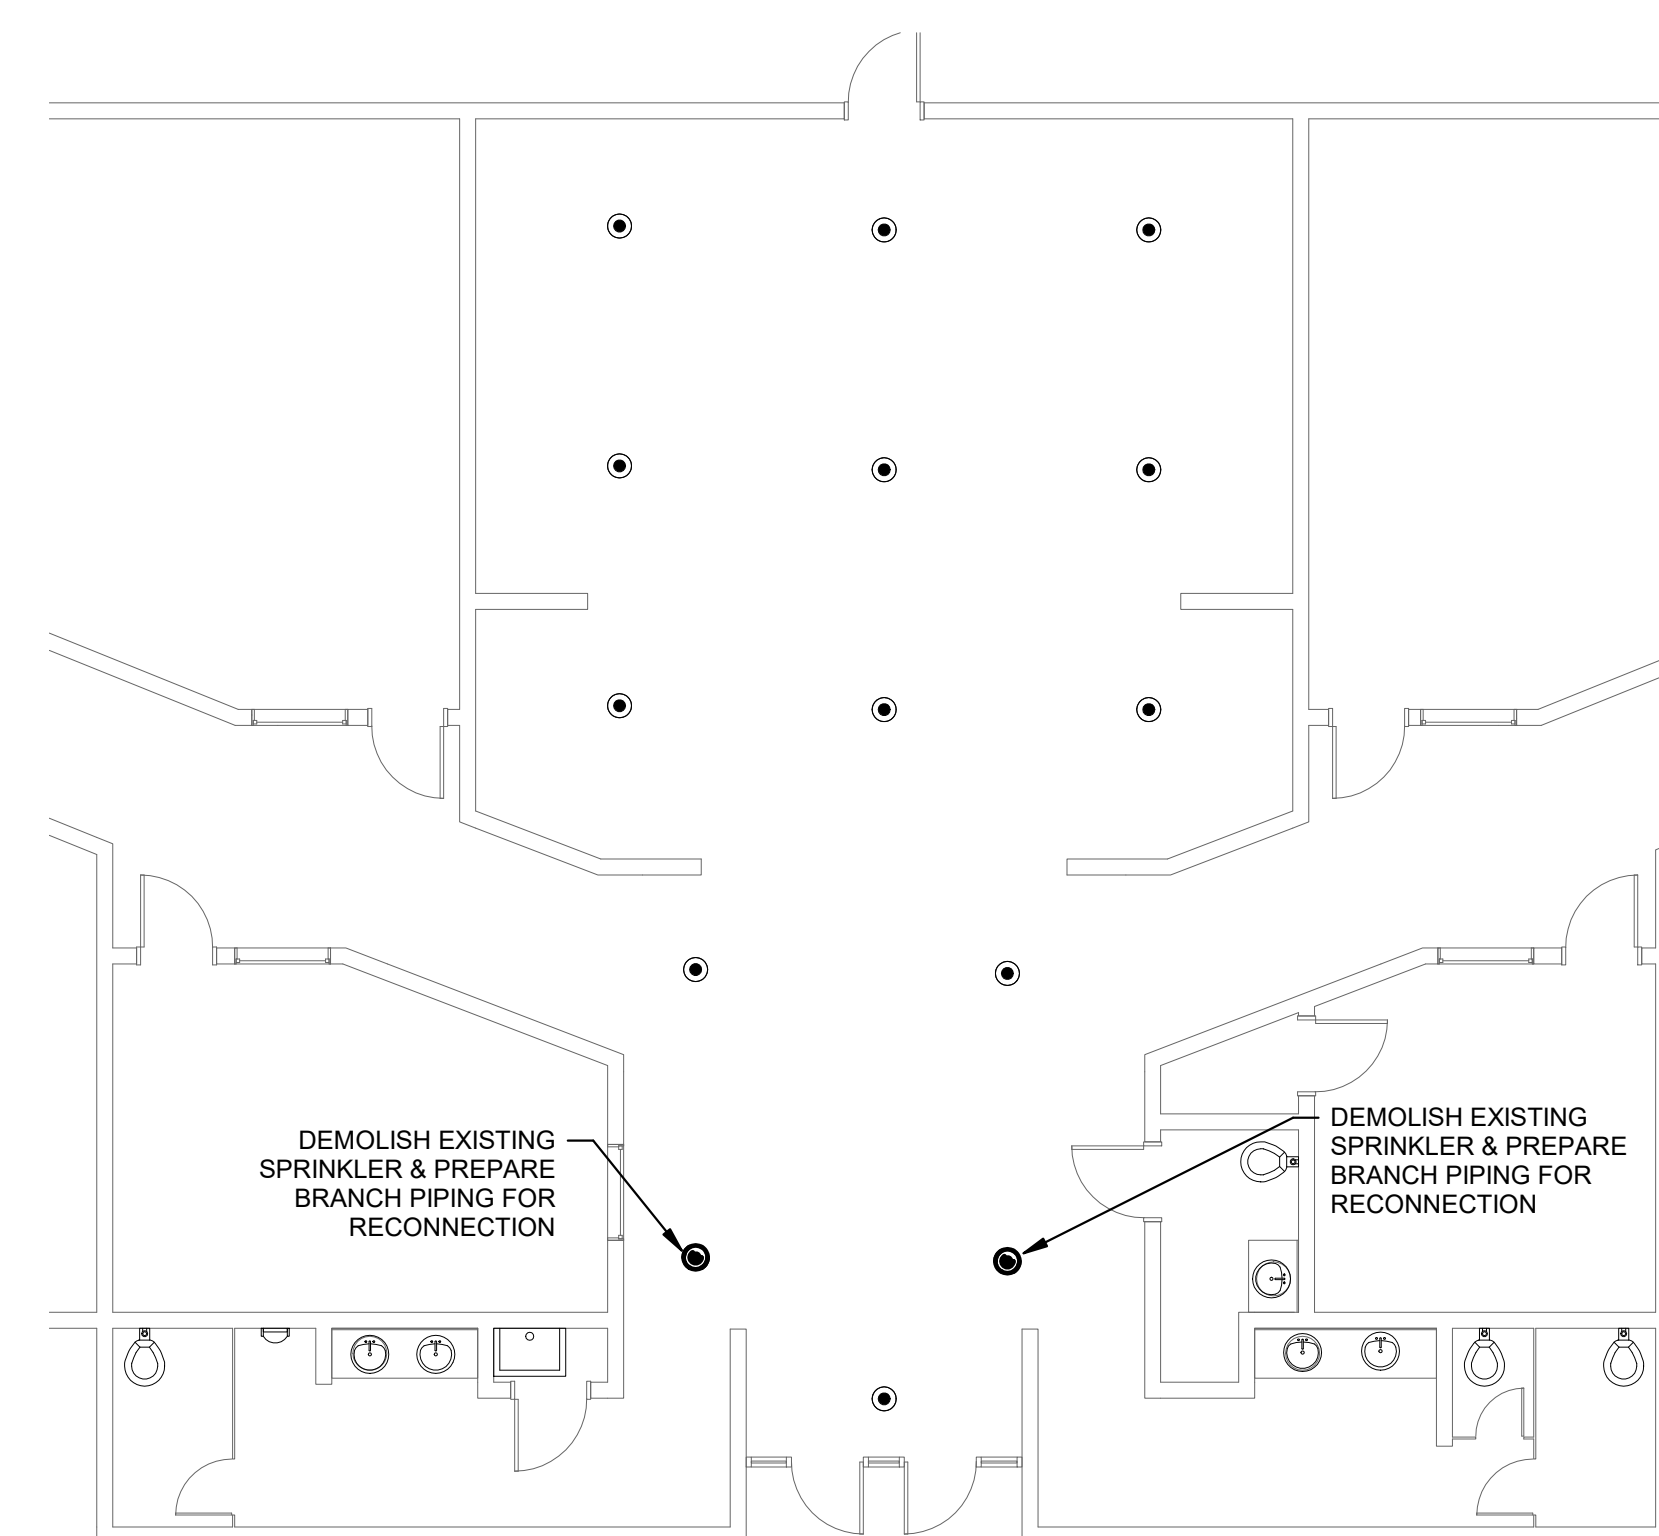 DEMOLISH EXISTING
SPRINKLER & PREPARE
BRANCH PIPING FOR
RECONNECTION
DEMOLISH EXISTING
SPRINKLER & PREPARE
BRANCH PIPING FOR
RECONNECTION